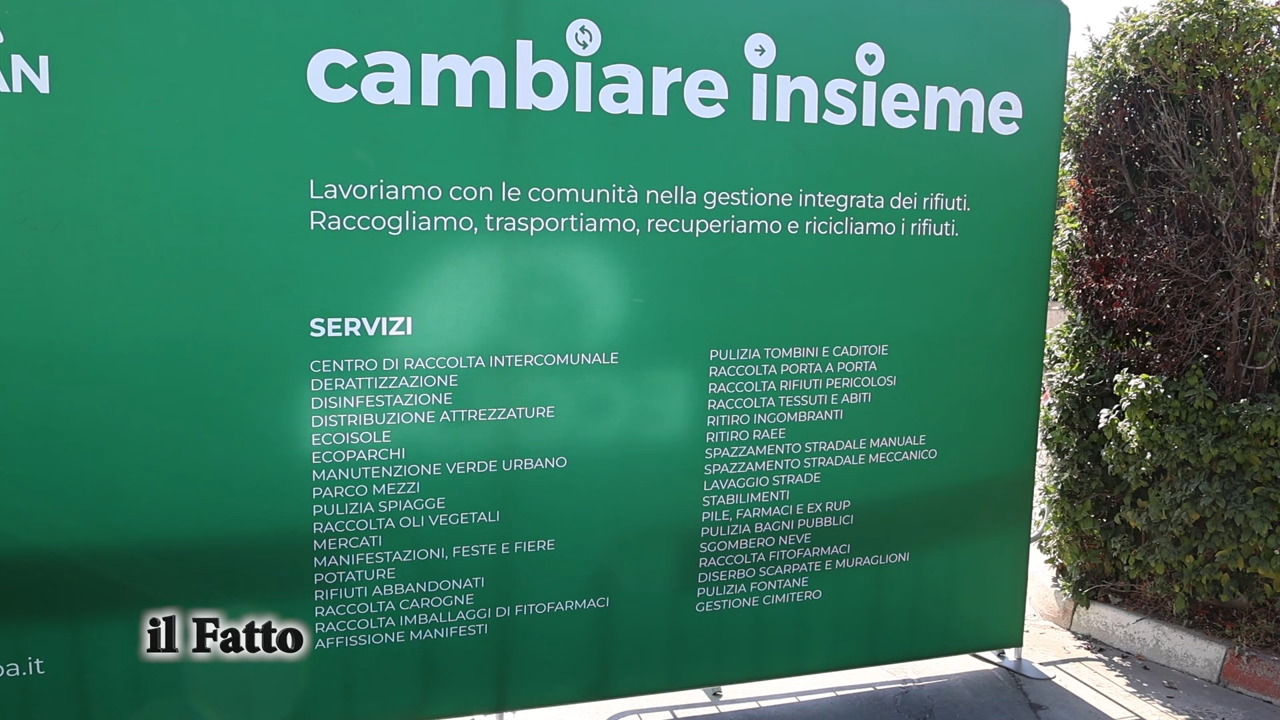 AN
cambiare insieme
Lavoriamo con le comunità nella gestione integrata dei rifiuti.
Raccogliamo, trasportiamo, recuperiamo e ricicliamo i rifiuti.
SERVIZI
CENTRO DI RACCOLTA INTERCOMUNALE
DERATTIZZAZIONE
DISINFESTAZIONE
DISTRIBUZIONE ATTREZZATURE
ECOISOLE
ECOPARCHI
MANUTENZIONE VERDE URBANO
PARCO MEZZI
PULIZIA SPIAGGE
RACCOLTA OLI VEGETALI
MERCATI
MANIFESTAZIONI, FESTE E FIERE
POTATURE
RIFIUTI ABBANDONATI
RACCOLTA CAROGNE
RACCOLTA IMBALLAGGI DI FITOFARMACI
AFFISSIONE MANIFESTI
PULIZIA TOMBINI E CADITOIE
RACCOLTA PORTA A PORTA
RACCOLTA RIFIUTI PERICOLOSI
RACCOLTA TESSUTI E ABITI
RITIRO INGOMBRANTI
RITIRO RAEE
SPAZZAMENTO STRADALE MANUALE
SPAZZAMENTO STRADALE MECCANICO
LAVAGGIO STRADE
STABILIMENTI
PILE, FARMACI E EX RUP
PULIZIA BAGNI PUBBLICI
SGOMBERO NEVE
RACCOLTA FITOFARMACI
DISERBO SCARPATE E MURAGLIONI
PULIZIA FONTANE
GESTIONE CIMITERO
il Fatto
pa.it